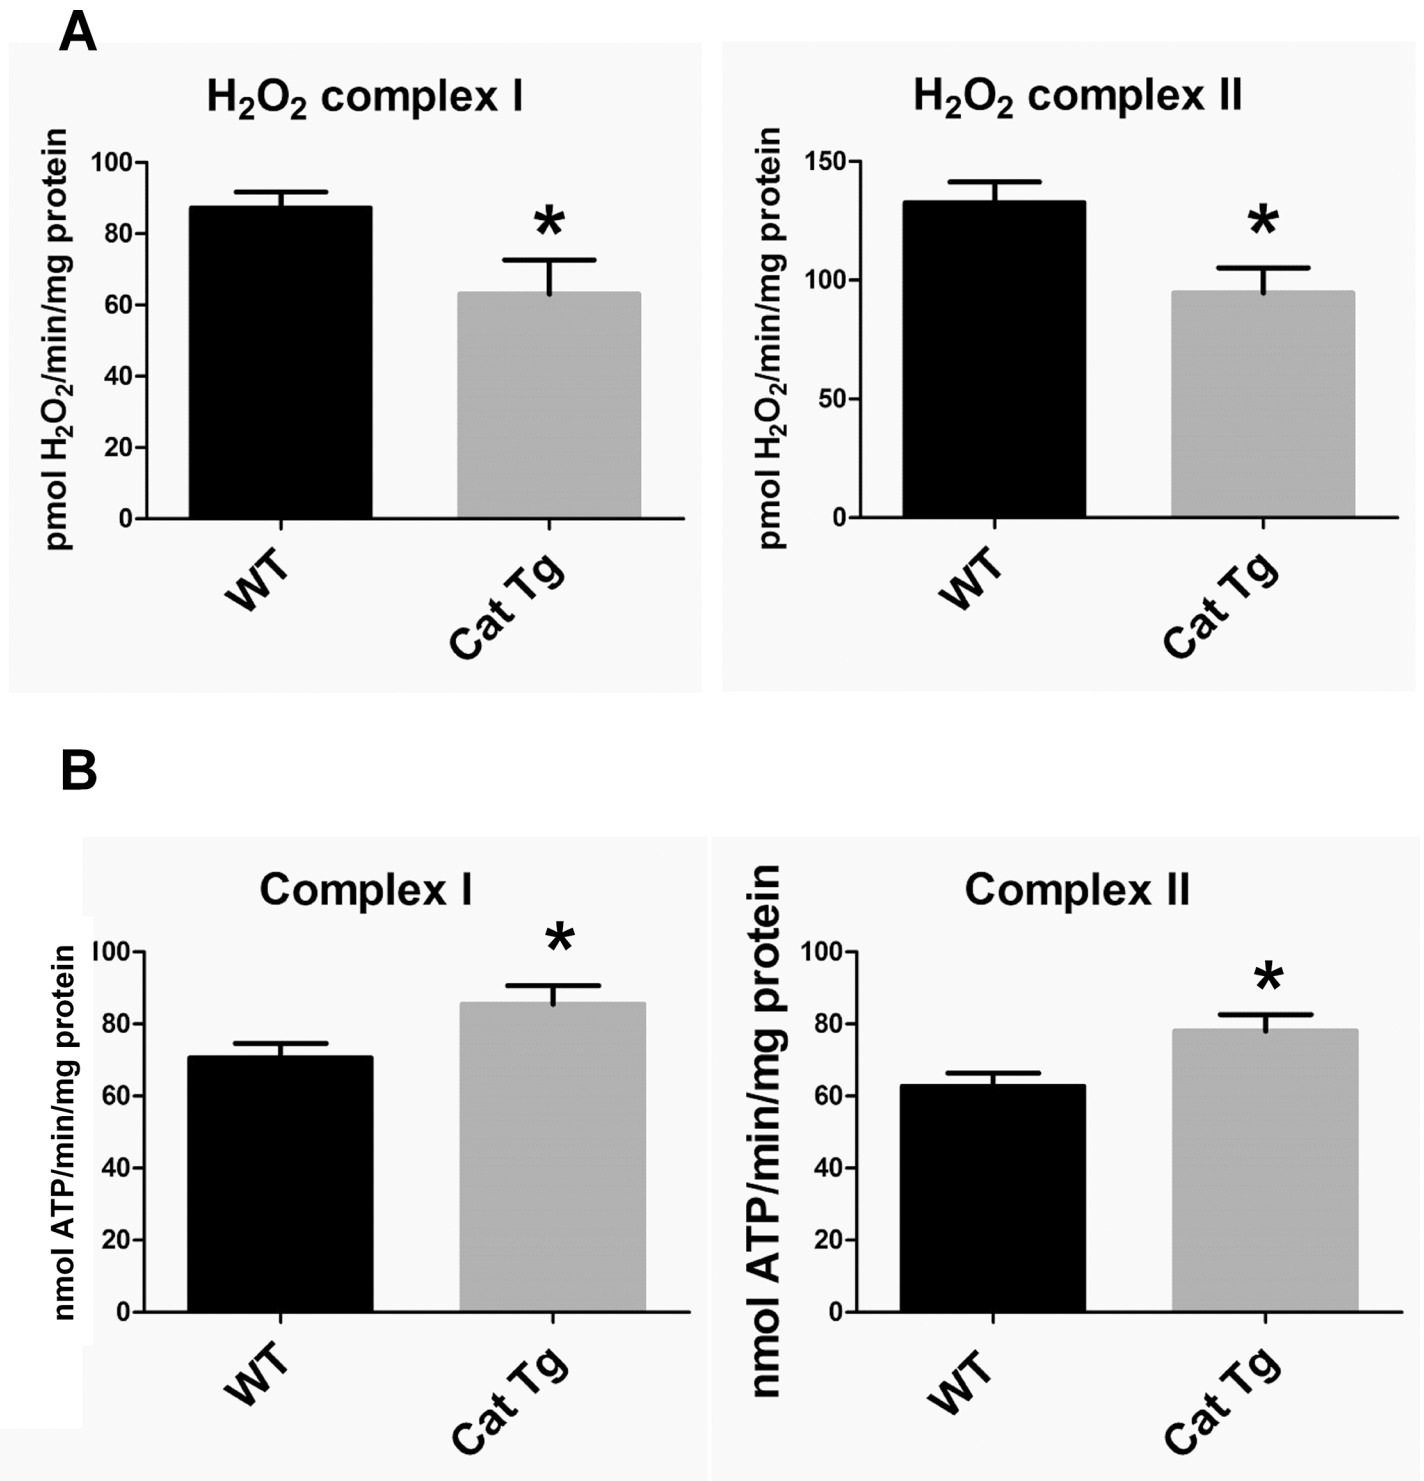 A
H₂O₂ complex I
pmol H₂O₂/min/mg protein
100
80
60
40
20
0
*
WT
Cat Tg
H₂O₂ complex II
pmol H₂O₂/min/mg protein
150
100
50
0
*
WT
Cat Tg
B
Complex I
nmol ATP/min/mg protein
100
80
60
40
20
0
*
WT
Cat Tg
Complex II
nmol ATP/min/mg protein
100
80
60
40
20
0
*
WT
Cat Tg